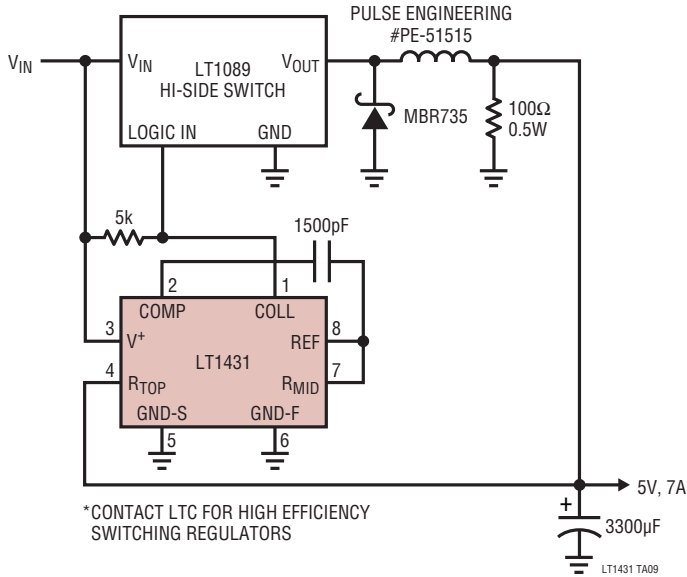 PULSE ENGINEERING
#PE-51515
V_IN
V_IN
LT1089
HI-SIDE SWITCH
V_OUT
LOGIC IN
GND
MBR735
100Ω
0.5W
5k
1500pF
2
1
COMP
COLL
3
V+
8
REF
LT1431
4
R_TOP
7
R_MID
GND-S
GND-F
5
6
5V, 7A
*CONTACT LTC FOR HIGH EFFICIENCY
SWITCHING REGULATORS
+
3300µF
LT1431 TA09